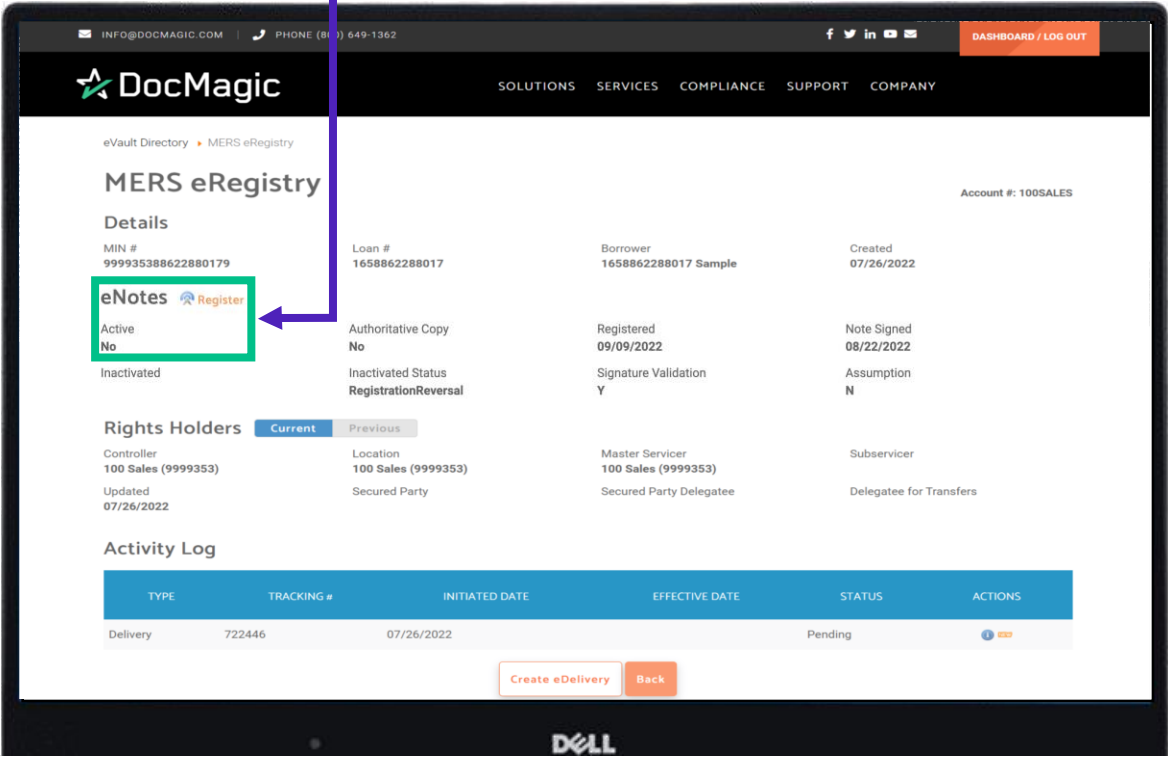 INFO@DOCMAGIC.COM | PHONE (800) 649-1362 DASHBOARD / LOG OUT
DocMagic SOLUTIONS SERVICES COMPLIANCE SUPPORT COMPANY
eVault Directory MERS eRegistry
MERS eRegistry
Account #: 100SALES
Details
MIN # Loan # Borrower Created
999935388622880179 1658862288017 1658862288017 Sample 07/26/2022
eNotes Register
Active Authoritative Copy Registered Note Signed
No No 09/09/2022 08/22/2022
Inactivated Inactivated Status Signature Validation Assumption
RegistrationReversal Y N
Rights Holders Current Previous
Controller Location Master Servicer Subservicer
100 Sales (9999353) 100 Sales (9999353) 100 Sales (9999353)
Updated Secured Party Secured Party Delegatee Delegatee for Transfers
07/26/2022
Activity Log
TYPE TRACKING # INITIATED DATE EFFECTIVE DATE STATUS ACTIONS
Delivery 722446 07/26/2022 Pending
Create eDelivery Back
DELL